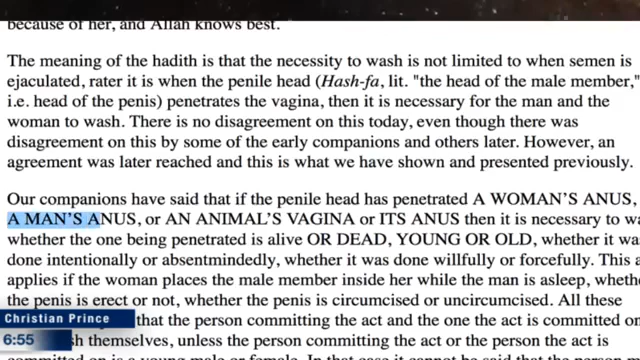 because of her, and Allah knows best.
The meaning of the hadith is that the necessity to wash is not limited to when semen is
ejaculated, rater it is when the penile head (Hash-fa, lit. "the head of the male member,"
i.e. head of the penis) penetrates the vagina, then it is necessary for the man and the
woman to wash. There is no disagreement on this today, even though there was
disagreement on this by some of the early companions and others later. However, an
agreement was later reached and this is what we have shown and presented previously.
Our companions have said that if the penile head has penetrated A WOMAN'S ANUS,
A MAN'S ANUS, or AN ANIMAL'S VAGINA or ITS ANUS then it is necessary to
whether the one being penetrated is alive OR DEAD, YOUNG OR OLD, whether it
done intentionally or absentmindedly, whether it was done willfully or forcefully. This
applies if the woman places the male member inside her while the man is asleep,
the penis is erect or not, whether the penis is circumcised or uncircumcised. All these
Christian Prince
that the person committing the act and the one the act is committed
6:55
themselves, unless the person committing the act or the person the act is
is a young male or female. In that case it cannot be said that the person